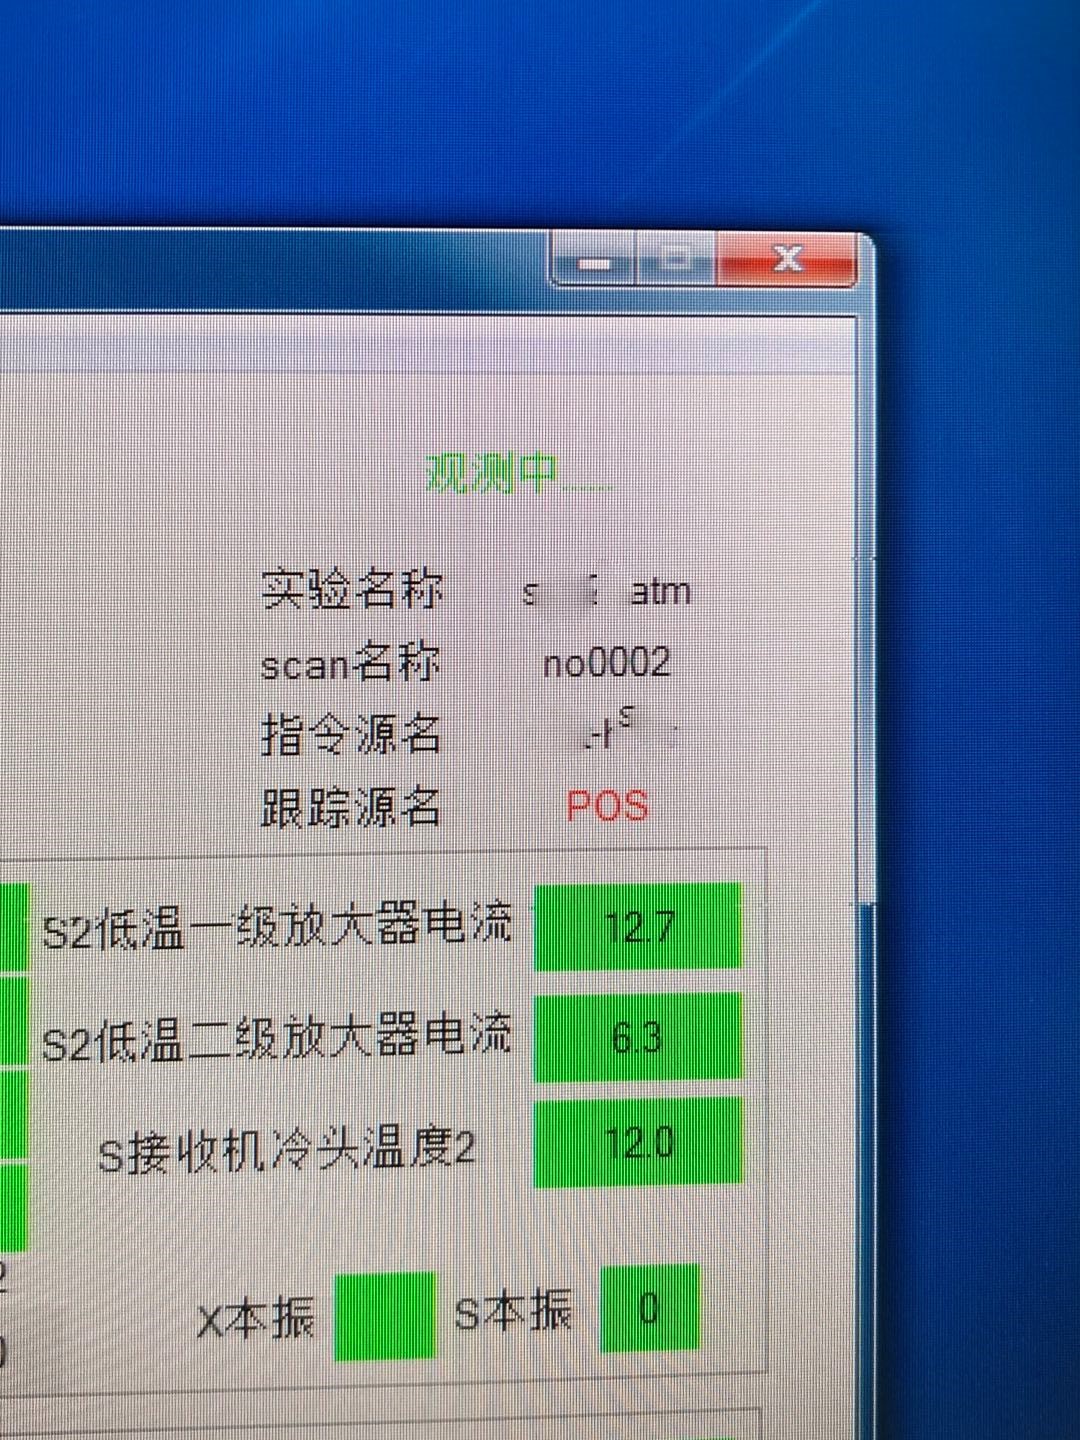 观测中......
实验名称 atm
scan名称 no0002
指令源名
跟踪源名 POS
S2低温一级放大器电流 12.7
S2低温二级放大器电流 6.3
S接收机冷头温度2 12.0
X本振 S本振 0